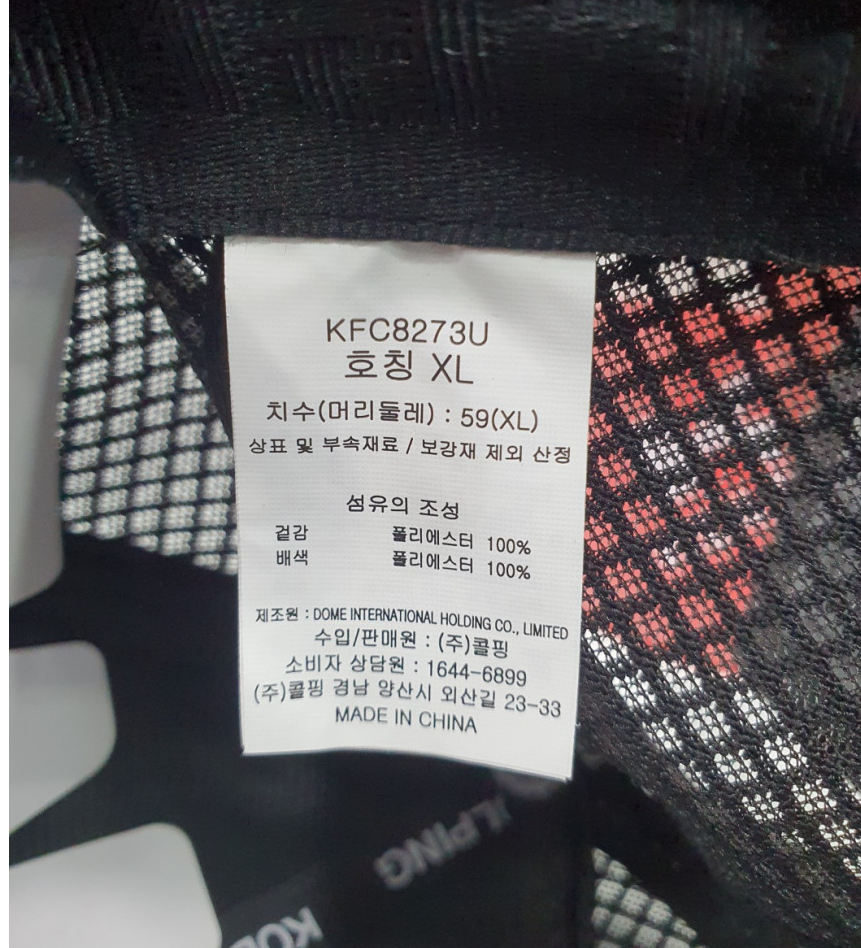 KFC8273U
호칭 XL
치수(머리둘레) : 59(XL)
상표 및 부속재료 / 보강재 제외 산정
섬유의 조성
겉감 폴리에스터 100%
배색 폴리에스터 100%
제조원 : DOME INTERNATIONAL HOLDING CO., LIMITED
수입/판매원 : (주)콜핑
소비자 상담원 : 1644-6899
(주)콜핑 경남 양산시 외산길 23-33
MADE IN CHINA